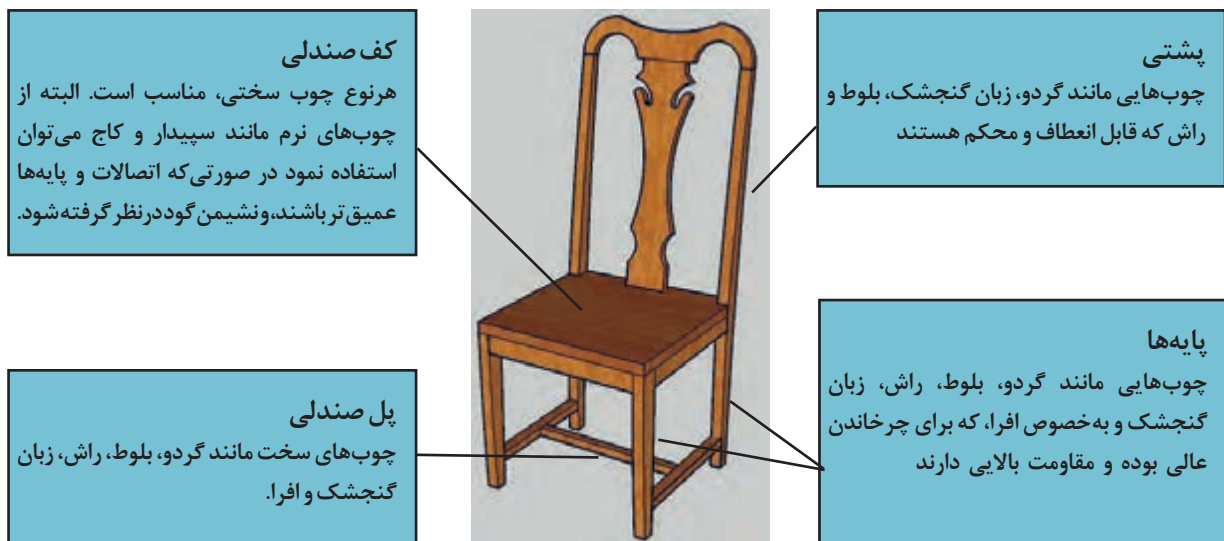 پشتی
چوب‌هایی مانند گردو، زبان گنجشک، بلوط و
راش که قابل انعطاف و محکم هستند
کف صندلی
هرنوع چوب سختی، مناسب است. البته از
چوب‌های نرم مانند سپیدار و کاج می‌توان
استفاده نمود در صورتی‌که اتصالات و پایه‌ها
عمیق‌تر باشند، و نشیمن گود در نظر گرفته شود.
پایه‌ها
چوب‌هایی مانند گردو، بلوط، راش، زبان
گنجشک و به‌خصوص افرا، که برای چرخاندن
عالی بوده و مقاومت بالایی دارند
پل صندلی
چوب‌های سخت مانند گردو، بلوط، راش، زبان
گنجشک و افرا.